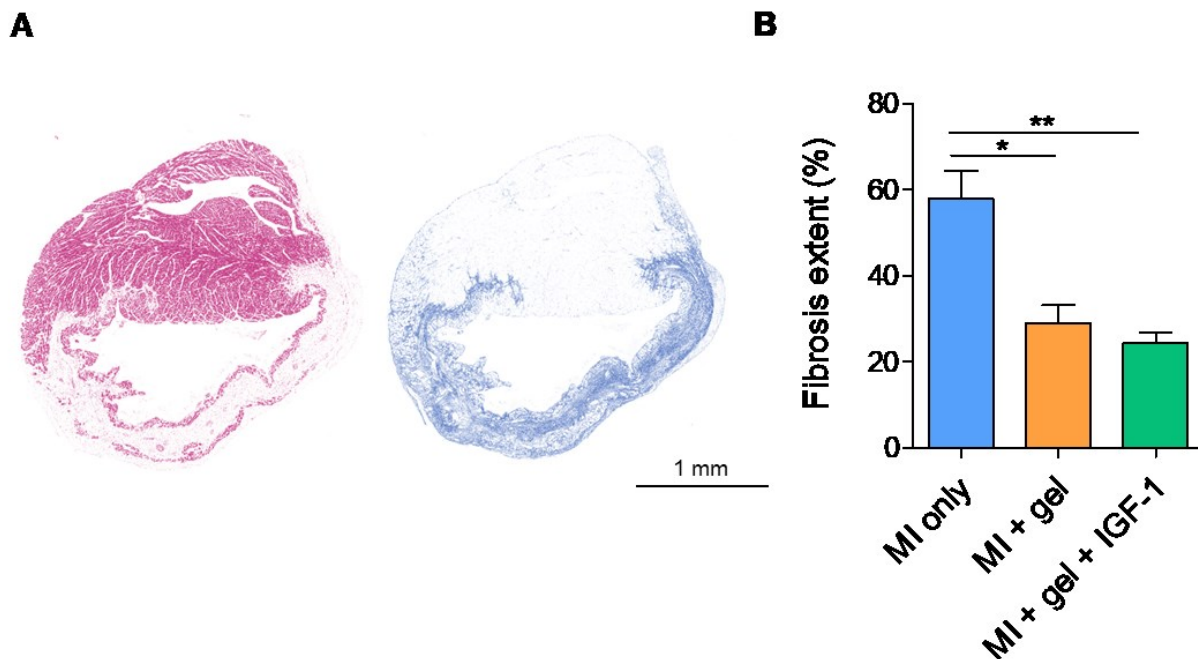 A
B
1 mm
Fibrosis extent (%)
80
60
40
20
0
**
*
MI only
MI + gel
MI + gel + IGF-1